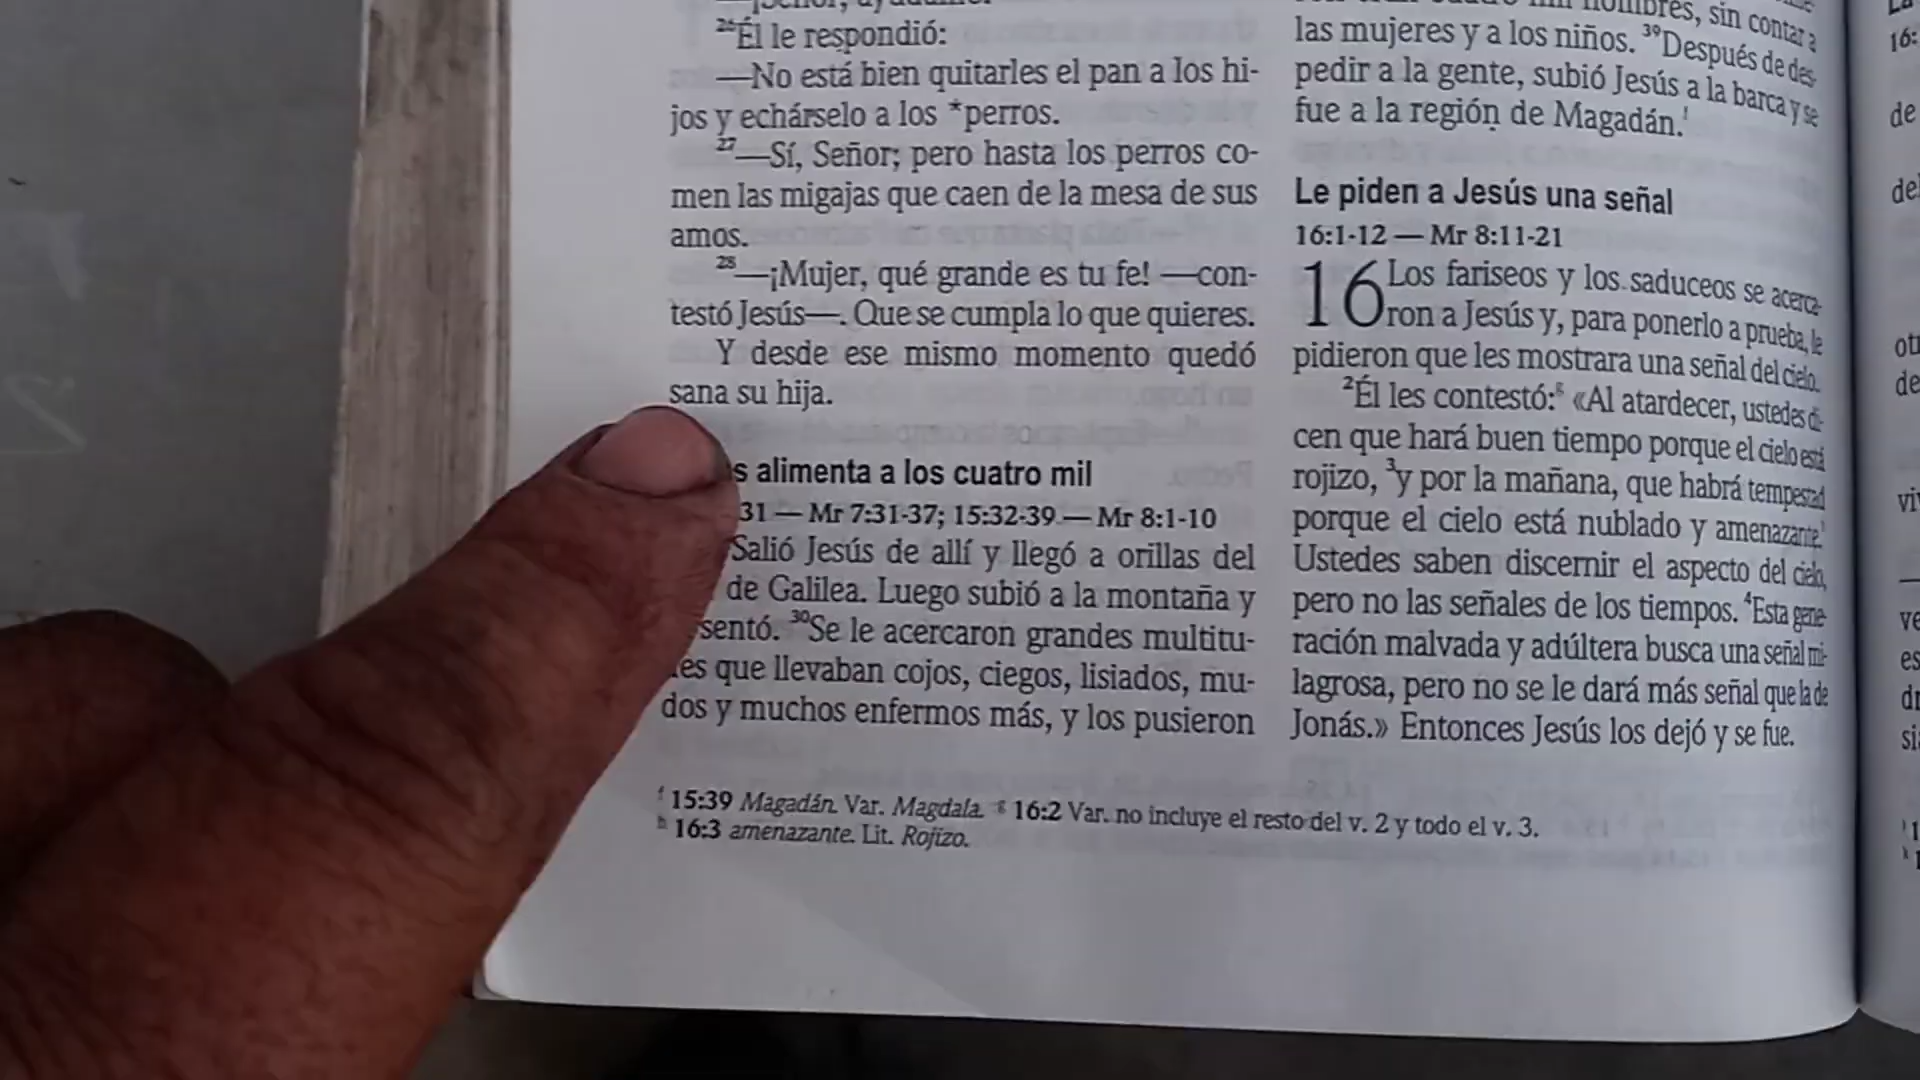 ²⁶Él le respondió:
—No está bien quitarles el pan a los hi-
jos y echárselo a los *perros.
²⁷—Sí, Señor; pero hasta los perros co-
men las migajas que caen de la mesa de sus
amos.
²⁸—¡Mujer, qué grande es tu fe! —con-
testó Jesús—. Que se cumpla lo que quieres.
Y desde ese mismo momento quedó
sana su hija.
alimenta a los cuatro mil
31 — Mr 7:31-37; 15:32-39 — Mr 8:1-10
Salió Jesús de allí y llegó a orillas del
de Galilea. Luego subió a la montaña y
sentó. ³⁰Se le acercaron grandes multitu-
des que llevaban cojos, ciegos, lisiados, mu-
dos y muchos enfermos más, y los pusieron
hombres, sin contar a
las mujeres y a los niños. ³⁹Después de des-
pedir a la gente, subió Jesús a la barca y se
fue a la región de Magadán.ᶠ
Le piden a Jesús una señal
16:1-12 — Mr 8:11-21
16 Los fariseos y los saduceos se acerca-
ron a Jesús y, para ponerlo a prueba, le
pidieron que les mostrara una señal del cielo.
²Él les contestó:ᵍ «Al atardecer, ustedes di-
cen que hará buen tiempo porque el cielo está
rojizo, ³y por la mañana, que habrá tempestad
porque el cielo está nublado y amenazante.ʰ
Ustedes saben discernir el aspecto del cielo,
pero no las señales de los tiempos. ⁴Esta gene-
ración malvada y adúltera busca una señal mi-
lagrosa, pero no se le dará más señal que la de
Jonás.» Entonces Jesús los dejó y se fue.
ᶠ 15:39 Magadán. Var. Magdala. ᵍ 16:2 Var. no incluye el resto del v. 2 y todo el v. 3.
ʰ 16:3 amenazante. Lit. Rojizo.